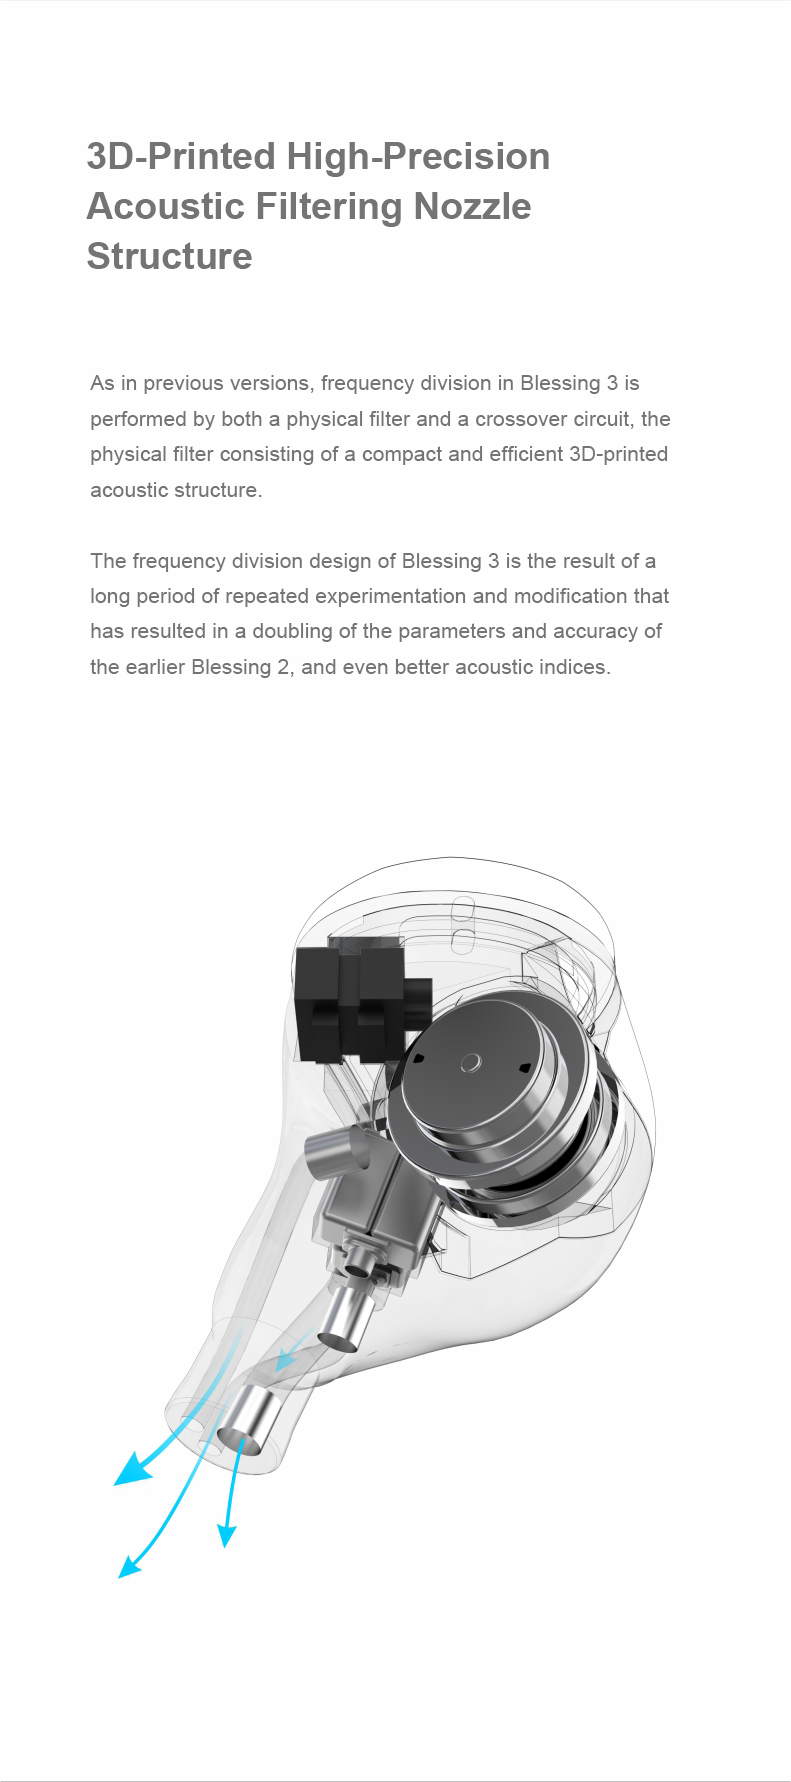 3D-Printed High-Precision
Acoustic Filtering Nozzle
Structure
As in previous versions, frequency division in Blessing 3 is
performed by both a physical filter and a crossover circuit, the
physical filter consisting of a compact and efficient 3D-printed
acoustic structure.
The frequency division design of Blessing 3 is the result of a
long period of repeated experimentation and modification that
has resulted in a doubling of the parameters and accuracy of
the earlier Blessing 2, and even better acoustic indices.